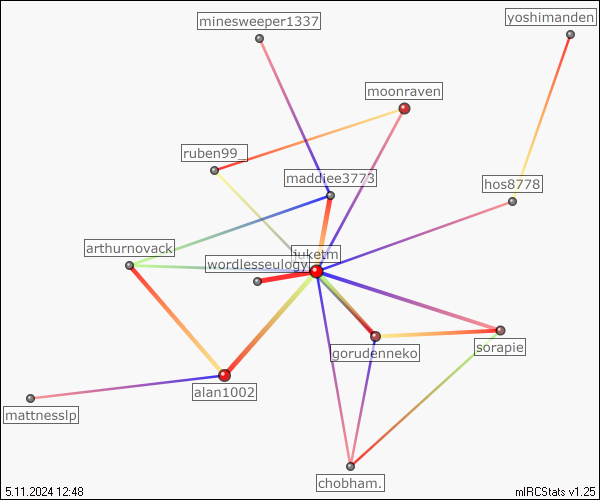 minesweeper1337
yoshimanden
moonraven
ruben99_
maddiee3773
hos8778
arthurnovack
juketm
wordlesseulogy
gorudenneko
sorapie
alan1002
mattnesslp
chobham.
5.11.2024 12:48
mIRCStats v1.25